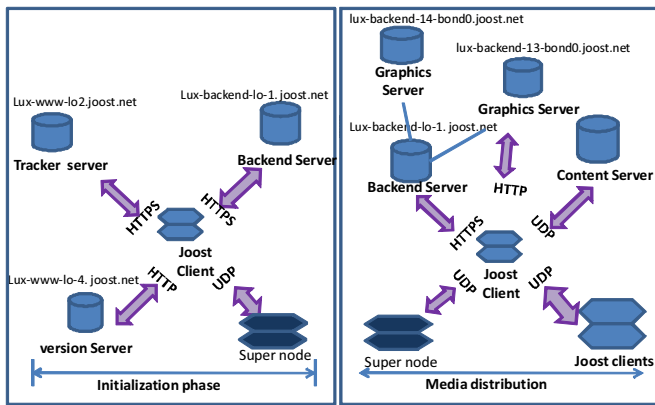 Lux-www-lo2.joost.net
Tracker server
Lux-backend-lo-1. joost.net
Backend Server
HTTPS
HTTPS
Joost
Client
HTTP
UDP
Lux-www-lo-4. joost.net
version Server
Super node
Initialization phase
lux-backend-14-bond0.joost.net
Graphics
Server
lux-backend-13-bond0.joost.net
Graphics Server
Lux-backend-lo-1. joost.net
Backend Server
HTTP
Content Server
HTTPS
UDP
Joost
Client
UDP
UDP
Super node
Joost clients
Media distribution